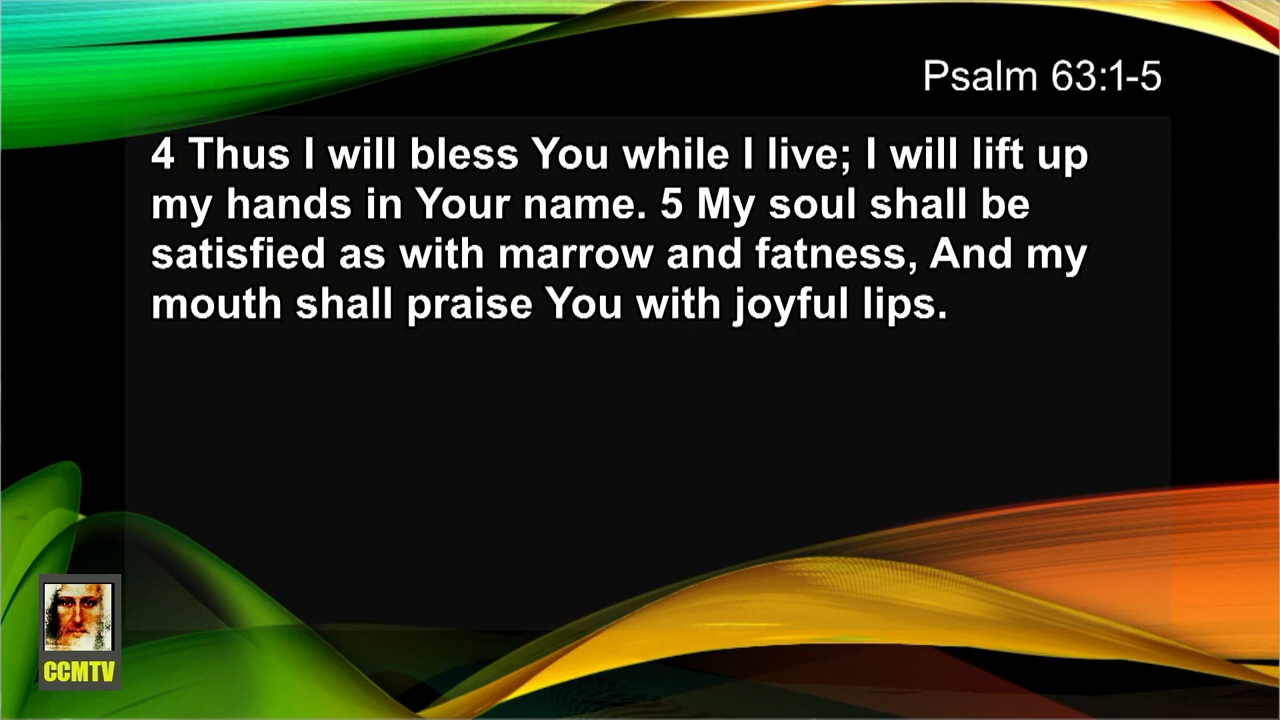 Psalm 63:1-5
4 Thus I will bless You while I live; I will lift up
my hands in Your name. 5 My soul shall be
satisfied as with marrow and fatness, And my
mouth shall praise You with joyful lips.
CCMTV